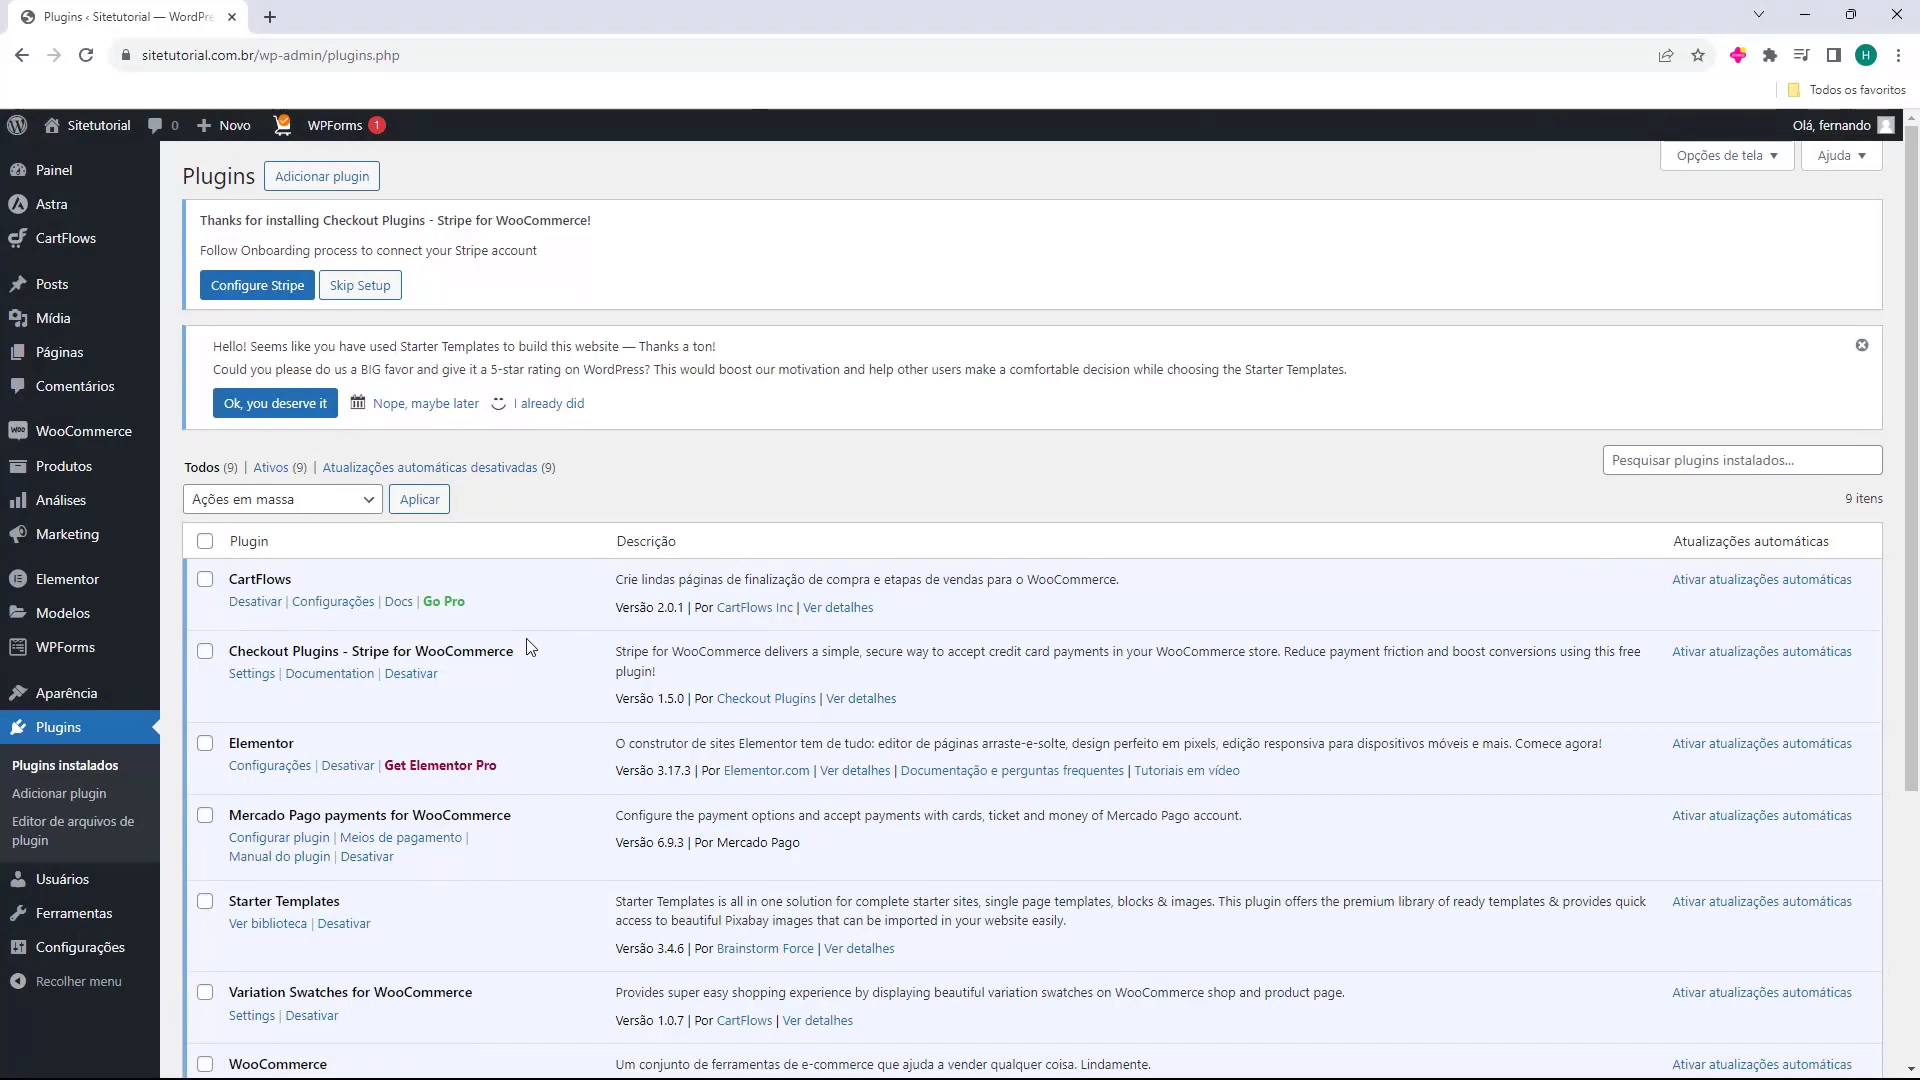 Plugins ‹ Sitetutorial — WordPre
sitetutorial.com.br/wp-admin/plugins.php
H
Todos os favoritos
Sitetutorial
0
Novo
WPForms 1
Olá, fernando
Painel
Astra
CartFlows
Posts
Mídia
Páginas
Comentários
WooCommerce
Produtos
Análises
Marketing
Elementor
Modelos
WPForms
Aparência
Plugins
Plugins instalados
Adicionar plugin
Editor de arquivos de
plugin
Usuários
Ferramentas
Configurações
Recolher menu
Opções de tela
Ajuda
Plugins
Adicionar plugin
Thanks for installing Checkout Plugins - Stripe for WooCommerce!
Follow Onboarding process to connect your Stripe account
Configure Stripe
Skip Setup
Hello! Seems like you have used Starter Templates to build this website — Thanks a ton!
Could you please do us a BIG favor and give it a 5-star rating on WordPress? This would boost our motivation and help other users make a comfortable decision while choosing the Starter Templates.
Ok, you deserve it
Nope, maybe later
I already did
Todos (9) | Ativos (9) | Atualizações automáticas desativadas (9)
Pesquisar plugins instalados...
Ações em massa
Aplicar
9 itens
Plugin
Descrição
Atualizações automáticas
CartFlows
Desativar | Configurações | Docs | Go Pro
Crie lindas páginas de finalização de compra e etapas de vendas para o WooCommerce.
Versão 2.0.1 | Por CartFlows Inc | Ver detalhes
Ativar atualizações automáticas
Checkout Plugins - Stripe for WooCommerce
Settings | Documentation | Desativar
Stripe for WooCommerce delivers a simple, secure way to accept credit card payments in your WooCommerce store. Reduce payment friction and boost conversions using this free
plugin!
Versão 1.5.0 | Por Checkout Plugins | Ver detalhes
Ativar atualizações automáticas
Elementor
Configurações | Desativar | Get Elementor Pro
O construtor de sites Elementor tem de tudo: editor de páginas arraste-e-solte, design perfeito em pixels, edição responsiva para dispositivos móveis e mais. Comece agora!
Versão 3.17.3 | Por Elementor.com | Ver detalhes | Documentação e perguntas frequentes | Tutoriais em vídeo
Ativar atualizações automáticas
Mercado Pago payments for WooCommerce
Configurar plugin | Meios de pagamento |
Manual do plugin | Desativar
Configure the payment options and accept payments with cards, ticket and money of Mercado Pago account.
Versão 6.9.3 | Por Mercado Pago
Ativar atualizações automáticas
Starter Templates
Ver biblioteca | Desativar
Starter Templates is all in one solution for complete starter sites, single page templates, blocks & images. This plugin offers the premium library of ready templates & provides quick
access to beautiful Pixabay images that can be imported in your website easily.
Versão 3.4.6 | Por Brainstorm Force | Ver detalhes
Ativar atualizações automáticas
Variation Swatches for WooCommerce
Settings | Desativar
Provides super easy shopping experience by displaying beautiful variation swatches on WooCommerce shop and product page.
Versão 1.0.7 | Por CartFlows | Ver detalhes
Ativar atualizações automáticas
WooCommerce
Um conjunto de ferramentas de e-commerce que ajuda a vender qualquer coisa. Lindamente.
Ativar atualizações automáticas